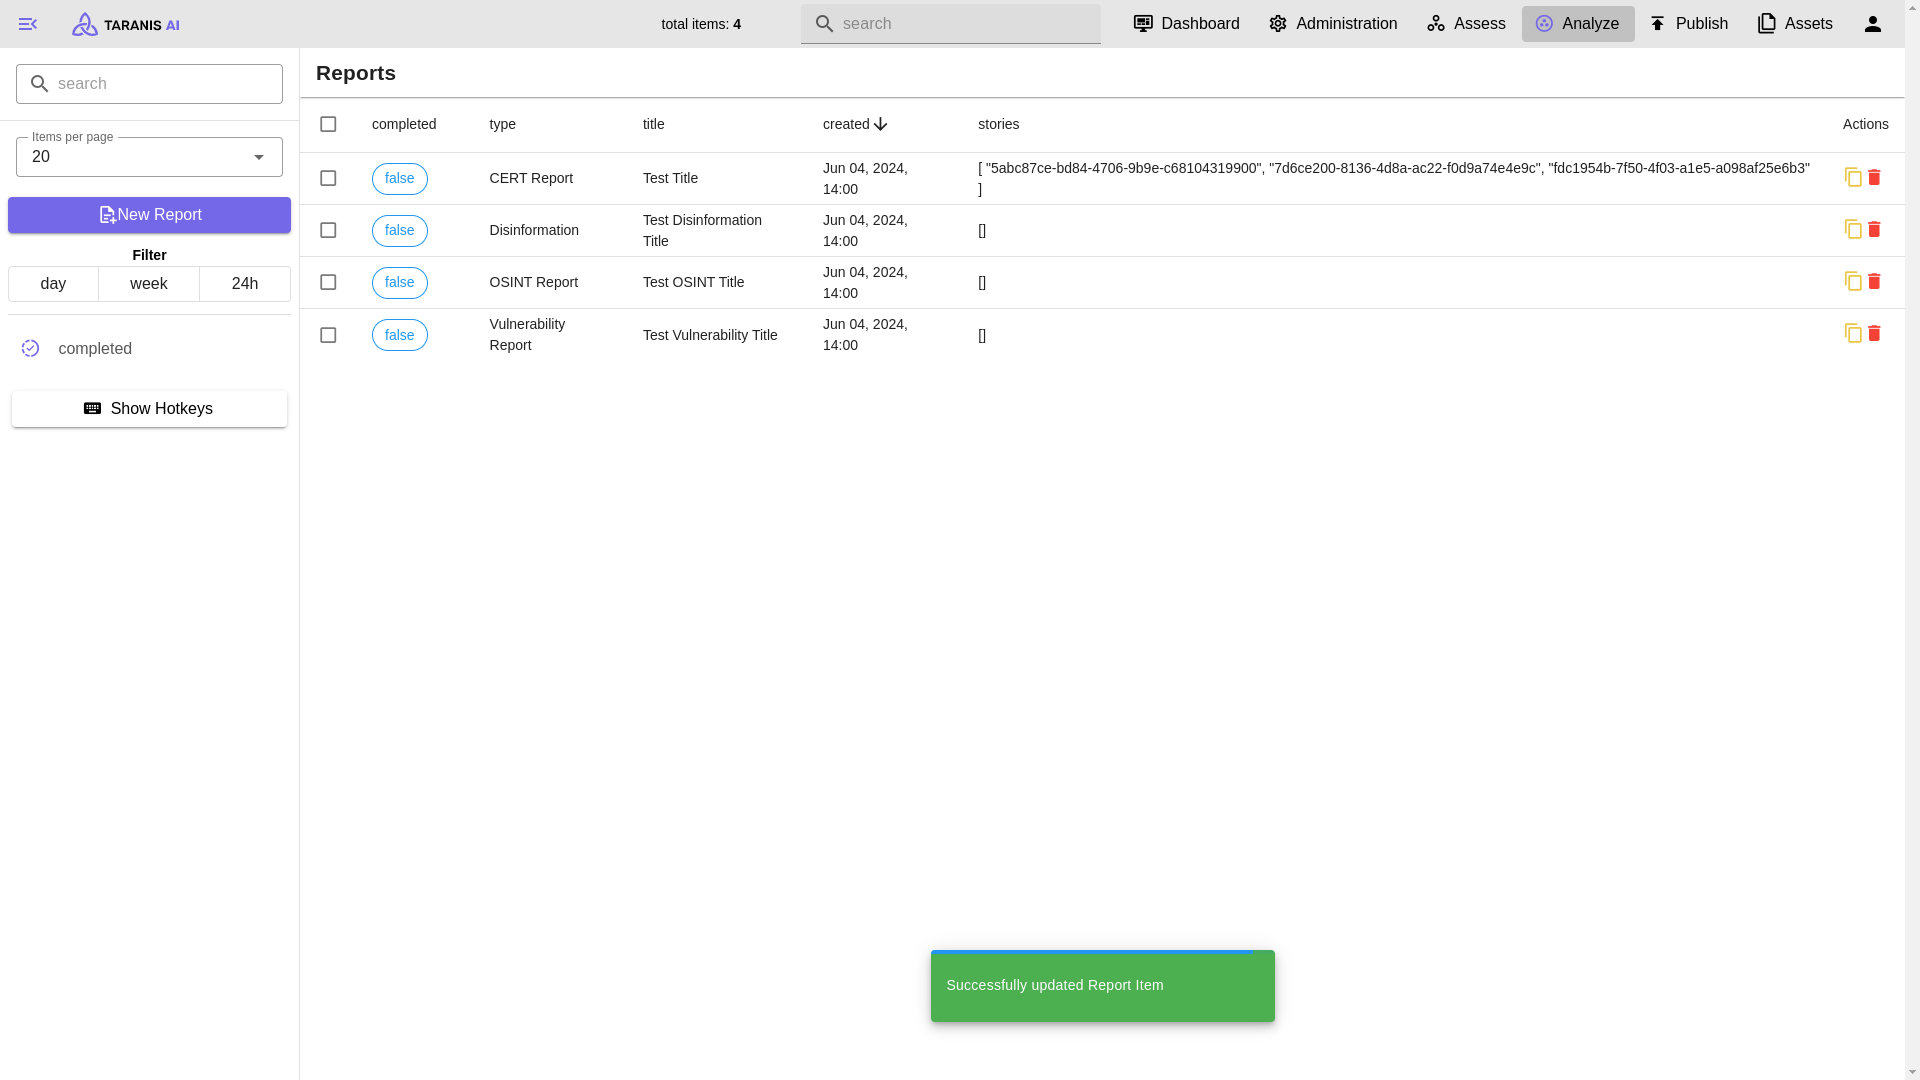 TARANIS AI
total items: 4
search
Dashboard
Administration
Assess
Analyze
Publish
Assets
search
Items per page
20
New Report
Filter
day week 24h
completed
Show Hotkeys
Reports
completed type title created stories Actions
false CERT Report Test Title Jun 04, 2024, 14:00 [ "5abc87ce-bd84-4706-9b9e-c68104319900", "7d6ce200-8136-4d8a-ac22-f0d9a74e4e9c", "fdc1954b-7f50-4f03-a1e5-a098af25e6b3" ]
false Disinformation Test Disinformation Title Jun 04, 2024, 14:00 []
false OSINT Report Test OSINT Title Jun 04, 2024, 14:00 []
false Vulnerability Report Test Vulnerability Title Jun 04, 2024, 14:00 []
Successfully updated Report Item